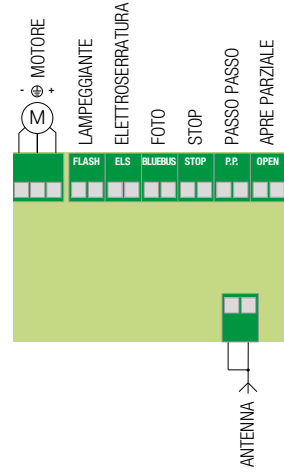 MOTORE
- +
M
LAMPEGGIANTE
ELETTROSERRATURA
FOTO
STOP
PASSO PASSO
APRE PARZIALE
FLASH
ELS
BLUEBUS
STOP
P.P.
OPEN
ANTENNA